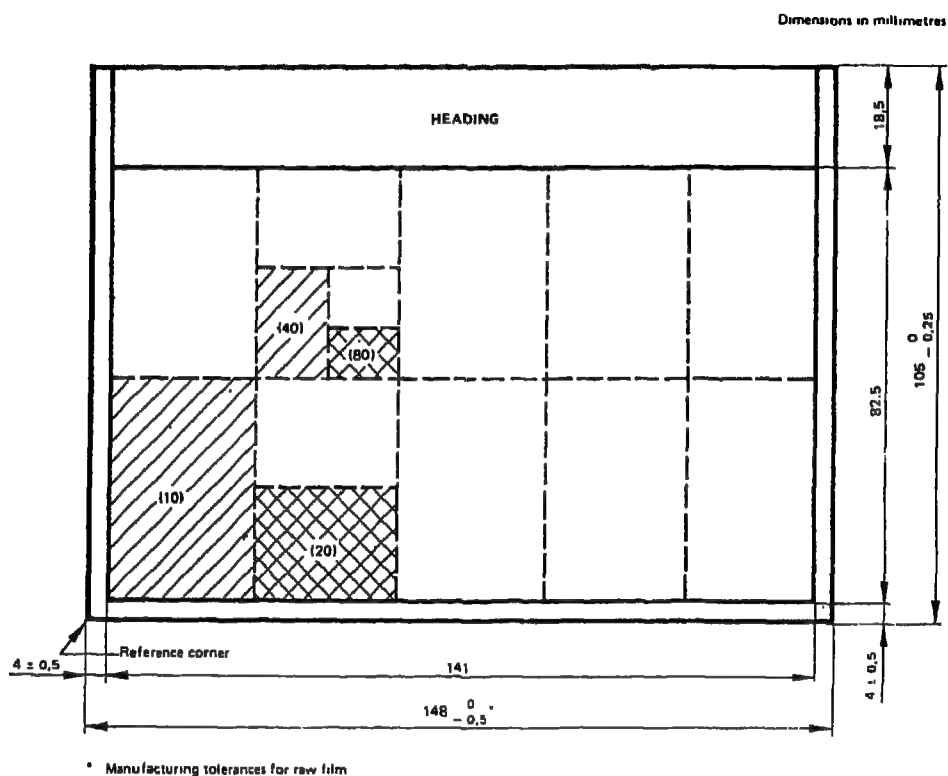 Dimensions in millimetres
HEADING
18,5
(40)
(80)
105 0 - 0,25
82,5
(10)
(20)
Reference corner
4 ± 0,5
141
4 ± 0,5
148 0 - 0,5 *
* Manufacturing tolerances for raw film